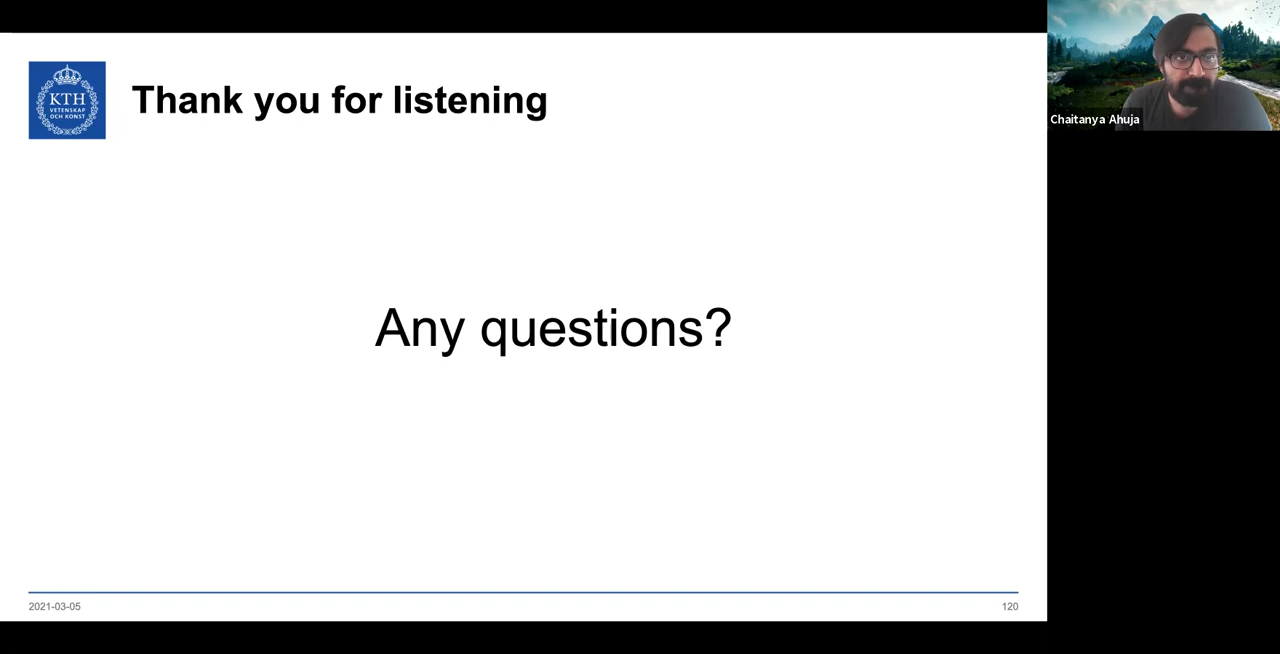 KTH
VETENSKAP
OCH KONST
Thank you for listening
Any questions?
2021-03-05
120
Chaitanya Ahuja